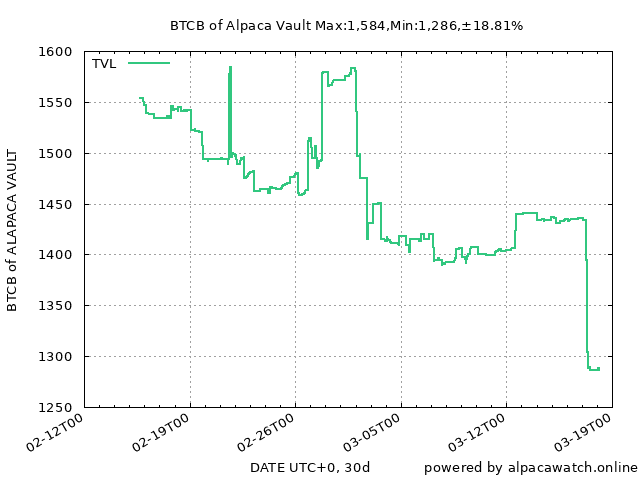 BTCB of Alpaca Vault Max:1,584,Min:1,286,±18.81%
TVL
1600
1550
1500
1450
1400
1350
1300
1250
BTCB of ALAPACA VAULT
02-12T00
02-19T00
02-26T00
03-05T00
03-12T00
03-19T00
DATE UTC+0, 30d
powered by alpacawatch.online